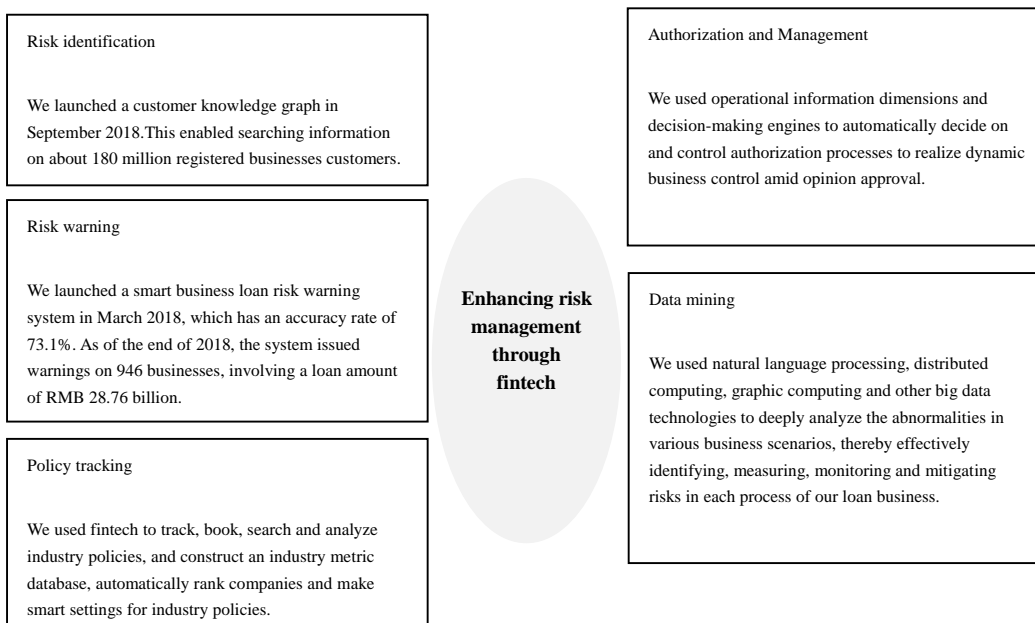 Risk identification
We launched a customer knowledge graph in
September 2018.This enabled searching information
on about 180 million registered businesses customers.
Risk warning
We launched a smart business loan risk warning
system in March 2018, which has an accuracy rate of
73.1%. As of the end of 2018, the system issued
warnings on 946 businesses, involving a loan amount
of RMB 28.76 billion.
Policy tracking
We used fintech to track, book, search and analyze
industry policies, and construct an industry metric
database, automatically rank companies and make
smart settings for industry policies.
Enhancing risk
management
through
fintech
Authorization and Management
We used operational information dimensions and
decision-making engines to automatically decide on
and control authorization processes to realize dynamic
business control amid opinion approval.
Data mining
We used natural language processing, distributed
computing, graphic computing and other big data
technologies to deeply analyze the abnormalities in
various business scenarios, thereby effectively
identifying, measuring, monitoring and mitigating
risks in each process of our loan business.